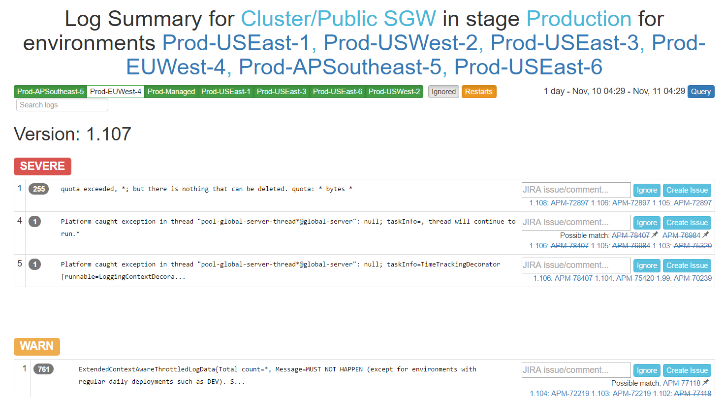 Log Summary for Cluster/Public SGW in stage Production for
environments Prod-USEast-1, Prod-USWest-2, Prod-USEast-3, Prod-
EUWest-4, Prod-APSoutheast-5, Prod-USEast-6
Prod-APSoutheast-5 Prod-EUWest-4 Prod-Managed Prod-USEast-1 Prod-USEast-3 Prod-USEast-6 Prod-USWest-2 Ignored Restarts 1 day - Nov, 10 04:29 - Nov, 11 04:29 Query
Search logs
Version: 1.107
SEVERE
1 255 quota exceeded, *; but there is nothing that can be deleted. quota: * bytes * JIRA issue/comment... Ignore Create Issue
1.108: APM-72897 1.106: APM-72897 1.105: APM-72897
4 1 Platform caught exception in thread "pool-global-server-thread*@global-server": null; taskInfo=, thread will continue to JIRA issue/comment... Ignore Create Issue
run.* Possible match: APM-78407 APM-76984
1.106: APM-78407 1.105: APM-76984 1.103: APM-75320
5 1 Platform caught exception in thread "pool-global-server-thread*@global-server": null; taskInfo=TimeTrackingDecorator JIRA issue/comment... Ignore Create Issue
[runnable=LoggingContextDecora... 1.106: APM-78407 1.104: APM-75420 1.99: APM-70239
WARN
1 761 ExtendedContextAwareThrottledLogData(Total count=*, Message=MUST NOT HAPPEN (except for environments with JIRA issue/comment... Ignore Create Issue
regular daily deployments such as DEV). S... Possible match: APM-77118
1.104: APM-72219 1.103: APM-72219 1.102: APM-77118